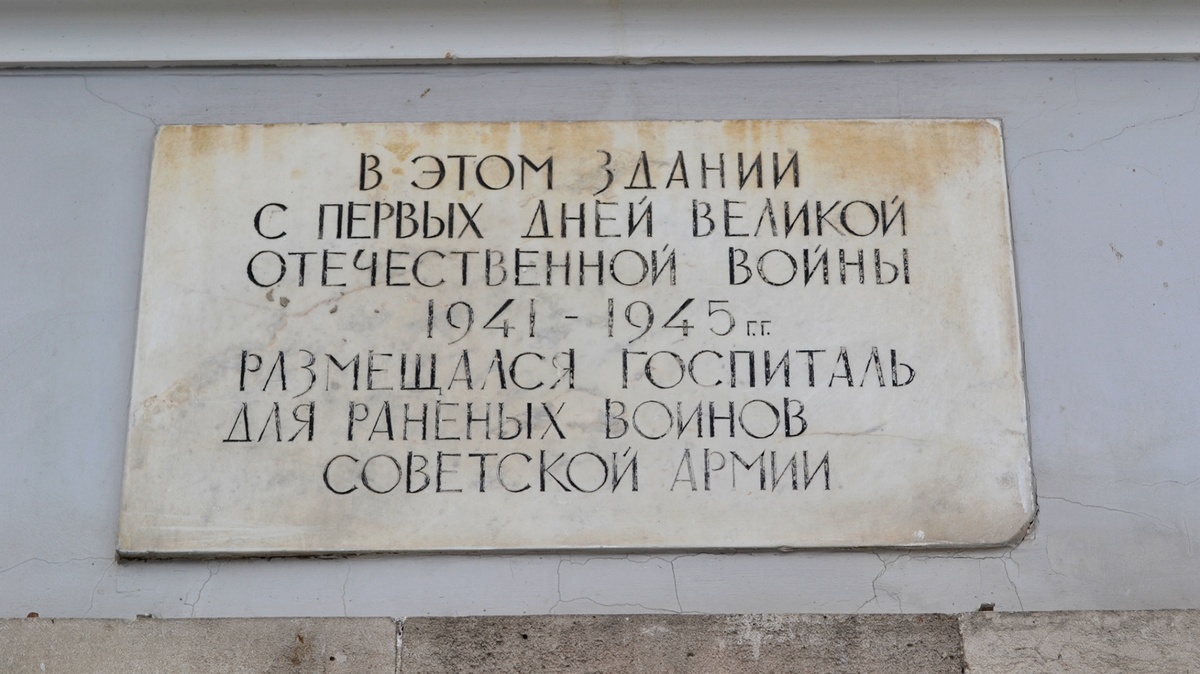 В ЭТОМ ЗДАНИИ
С ПЕРВЫХ ДНЕЙ ВЕЛИКОЙ
ОТЕЧЕСТВЕННОЙ ВОЙНЫ
1941 - 1945 гг.
РАЗМЕЩАЛСЯ ГОСПИТАЛЬ
ДЛЯ РАНЕНЫХ ВОИНОВ
СОВЕТСКОЙ АРМИИ